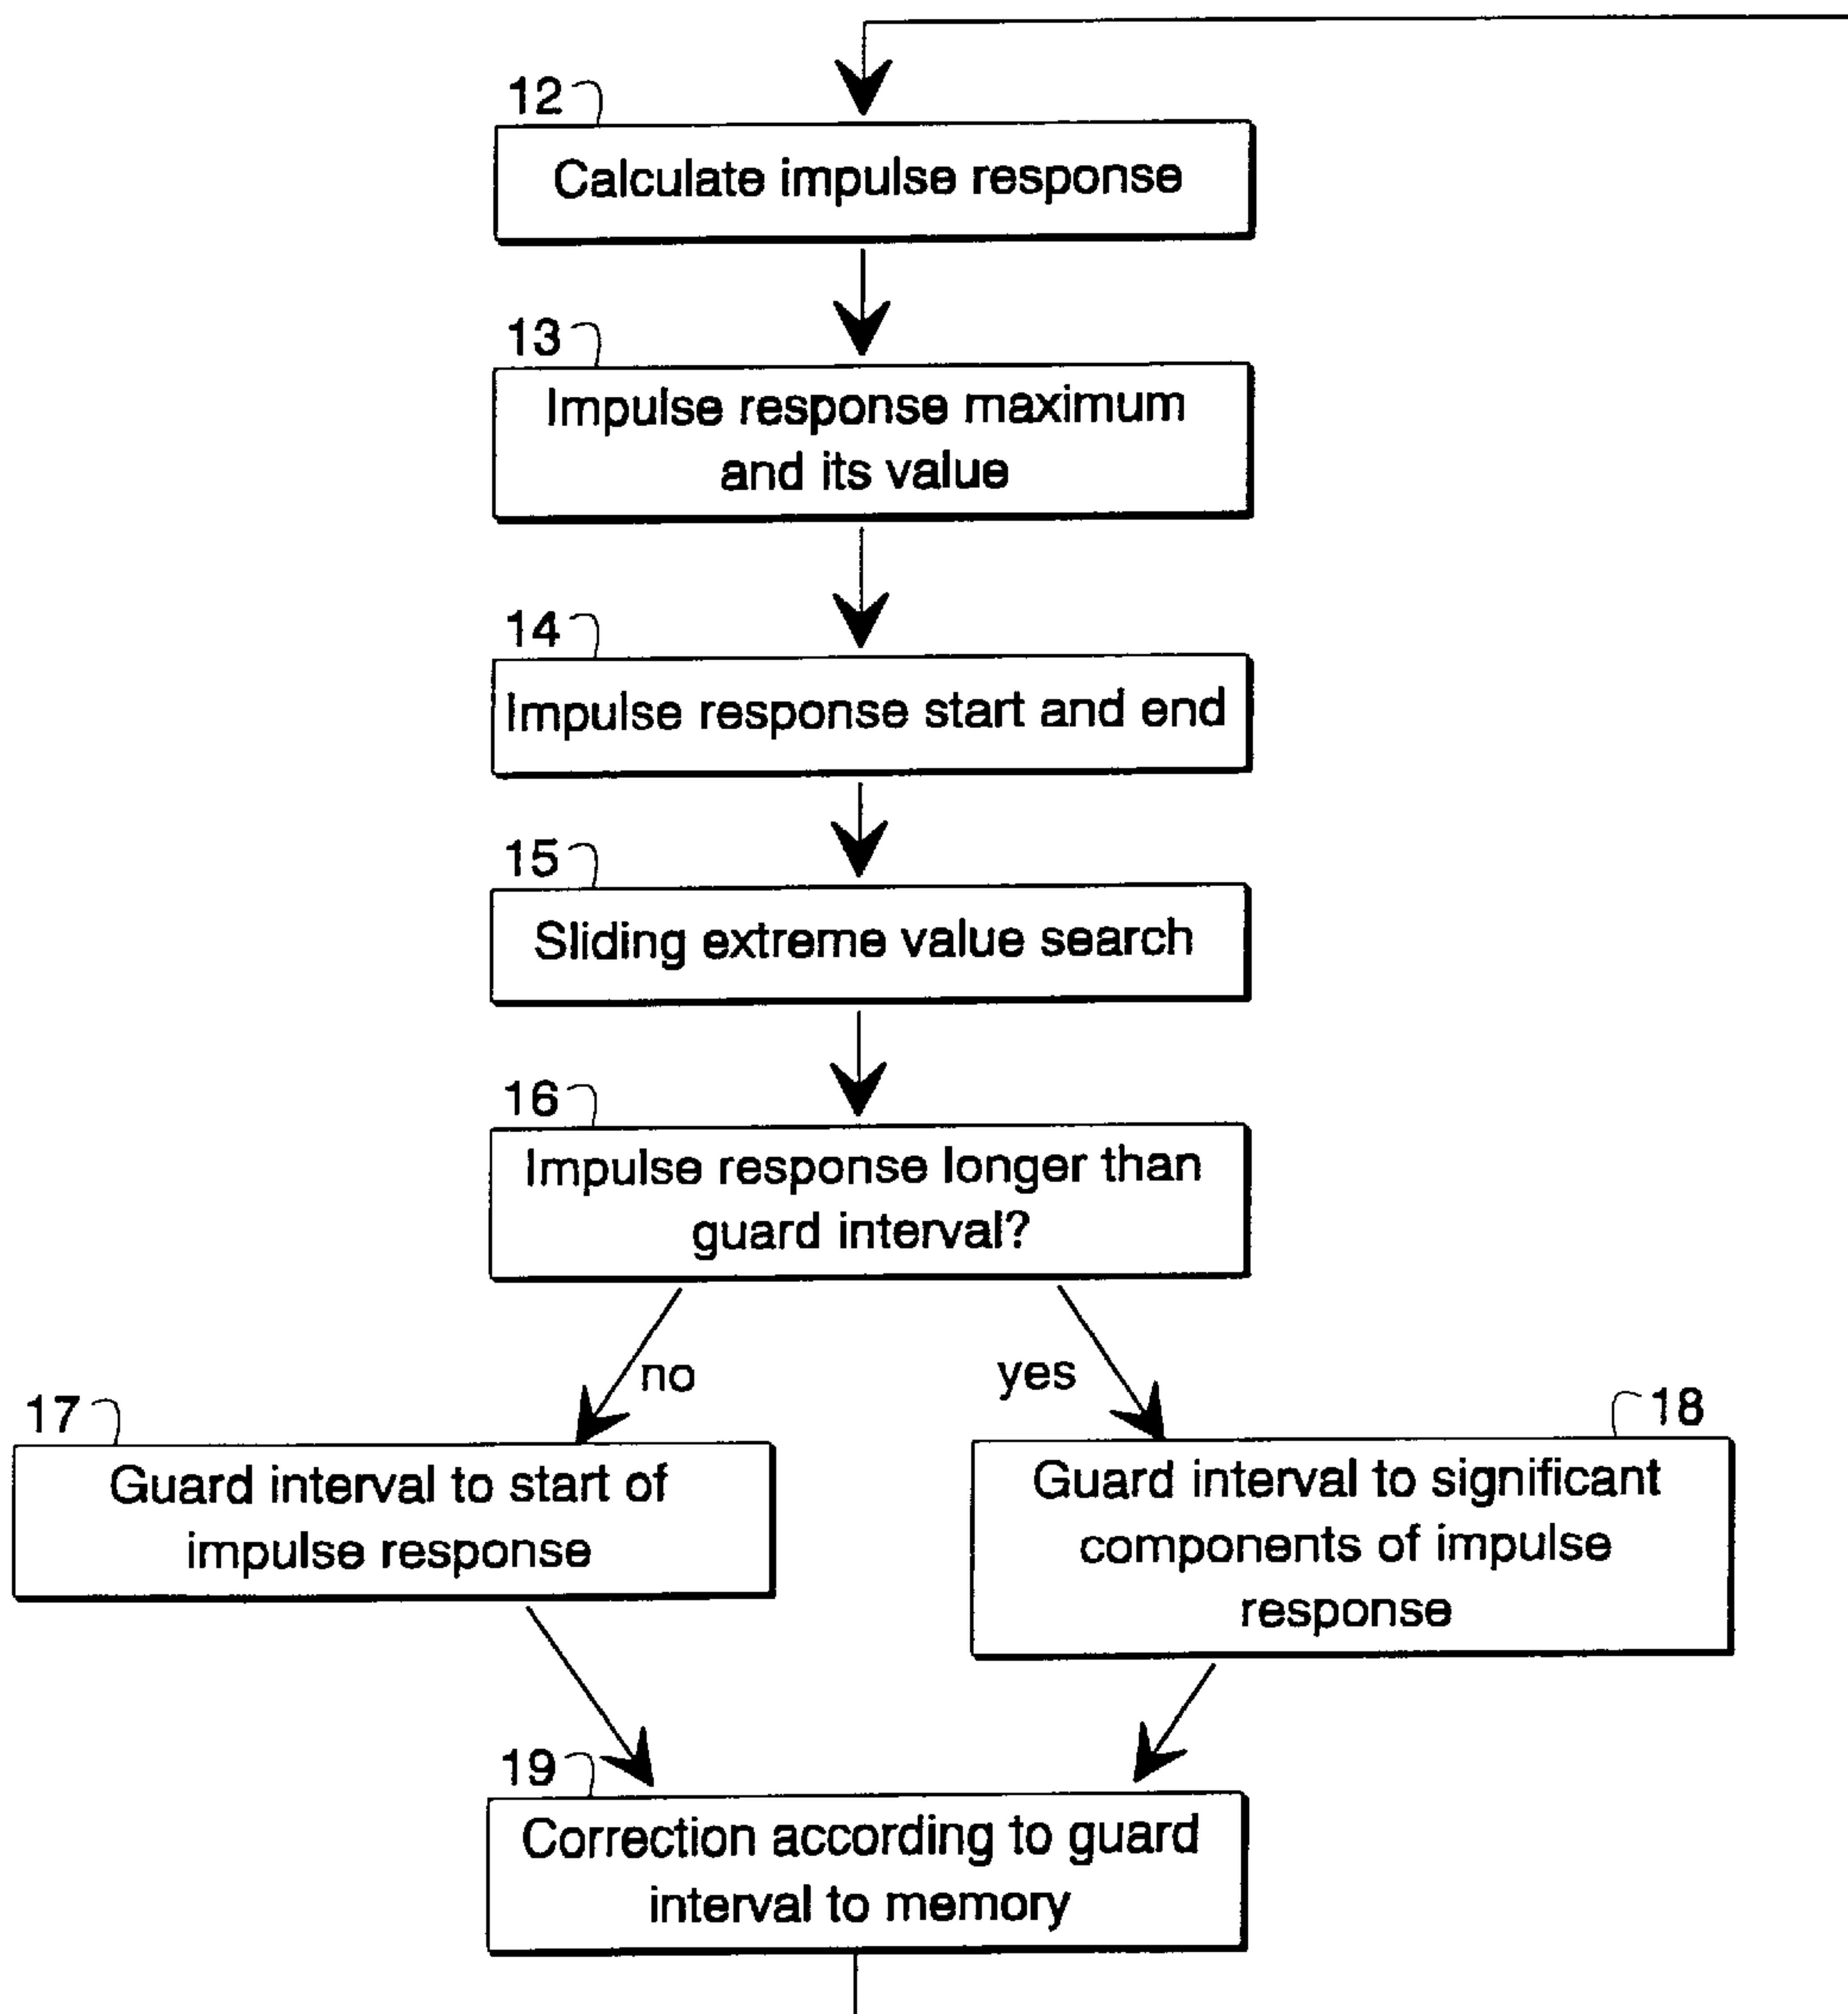 12
Calculate impulse response
13
Impulse response maximum
and its value
14
Impulse response start and end
15
Sliding extreme value search
16
Impulse response longer than
guard interval?
no
yes
17
Guard interval to start of
impulse response
18
Guard interval to significant
components of impulse
response
19
Correction according to guard
interval to memory